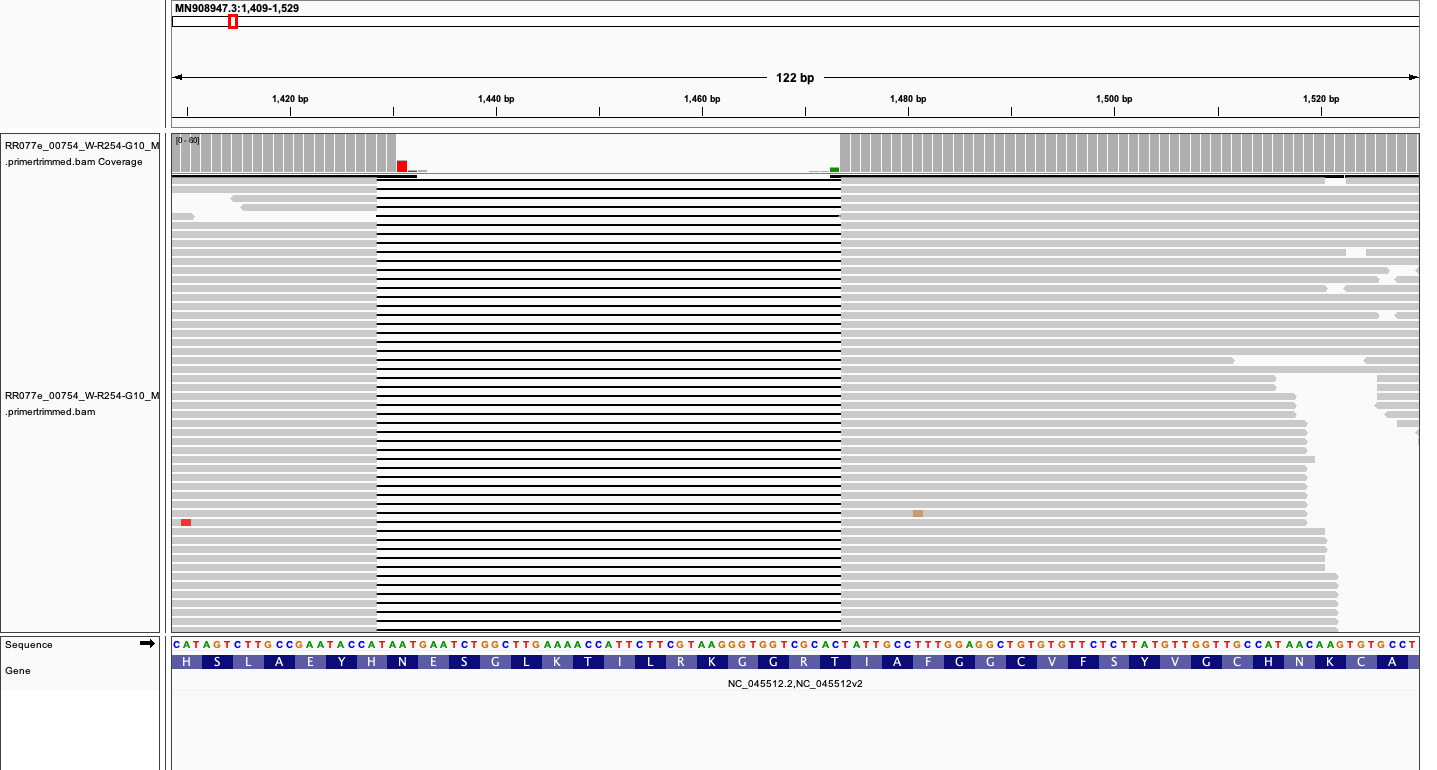 MN908947.3:1,409-1,529
122 bp
1,420 bp 1,440 bp 1,460 bp 1,480 bp 1,500 bp 1,520 bp
RR077e_00754_W-R254-G10_M
.primertrimmed.bam Coverage
[0 - 60]
RR077e_00754_W-R254-G10_M
.primertrimmed.bam
Sequence
CATAGTCTTGCCGAATACCATAATGAATCTGGCTTGAAAACCATTCTTCGTAAGGGTGGTCGCACTATTGCCTTTGGAGGCTGTGTGTTCTCTTATGTTGGTTGCCATAACAAGTGTGCCT
Gene
H S L A E Y H N E S G L K T I L R K G G R T I A F G G C V F S Y V G C H N K C A
NC_045512.2,NC_045512v2